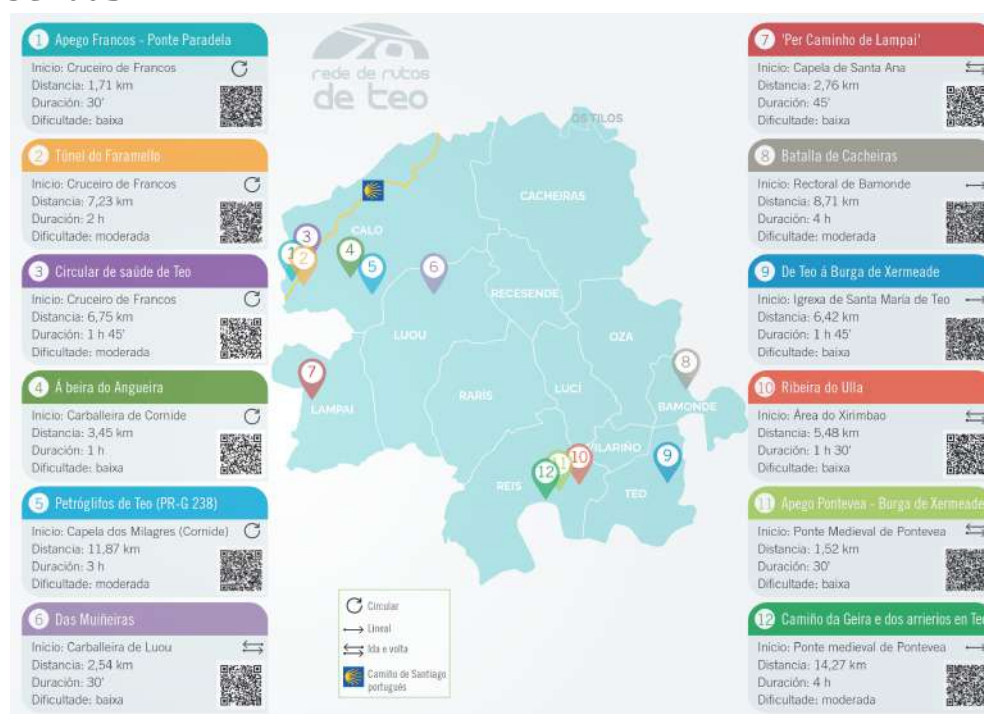 1 Apego Francos - Ponte Paradela
Inicio: Cruceiro de Francos
Distancia: 1,71 km
Duración: 30'
Dificultade: baixa
2 Túnel do Faramello
Inicio: Cruceiro de Francos
Distancia: 7,23 km
Duración: 2 h
Dificultade: moderada
3 Circular de saúde de Teo
Inicio: Cruceiro de Francos
Distancia: 6,75 km
Duración: 1 h 45'
Dificultade: moderada
4 Á beira do Angueira
Inicio: Carballeira de Cornide
Distancia: 3,45 km
Duración: 1 h
Dificultade: baixa
5 Petróglifos de Teo (PR-G 238)
Inicio: Capela dos Milagres (Cornide)
Distancia: 11,87 km
Duración: 3 h
Dificultade: moderada
6 Das Muiñeiras
Inicio: Carballeira de Luou
Distancia: 2,54 km
Duración: 30'
Dificultade: baixa
rede de rutas
de teo
OS TILOS
CACHEIRAS
CALO
3
1
2
4
5
6
RECESENDE
LUOU
OZA
7
8
LAMPAI
RARÍS
LUCÍ
BAMONDE
VILARIÑO
12
11
10
9
REIS
TEO
Circular
Lineal
Ida e volta
Camiño de Santiago
portugués
7 'Per Caminho de Lampai'
Inicio: Capela de Santa Ana
Distancia: 2,76 km
Duración: 45'
Dificultade: baixa
8 Batalla de Cacheiras
Inicio: Rectoral de Bamonde
Distancia: 8,71 km
Duración: 4 h
Dificultade: moderada
9 De Teo á Burga de Xermeade
Inicio: Igrexa de Santa María de Teo
Distancia: 6,42 km
Duración: 1 h 45'
Dificultade: baixa
10 Ribeira do Ulla
Inicio: Área do Xirimbao
Distancia: 5,48 km
Duración: 1 h 30'
Dificultade: baixa
11 Apego Pontevea - Burga de Xermeade
Inicio: Ponte Medieval de Pontevea
Distancia: 1,52 km
Duración: 30'
Dificultade: baixa
12 Camiño da Geira e dos arrieiros en Teo
Inicio: Ponte medieval de Pontevea
Distancia: 14,27 km
Duración: 4 h
Dificultade: moderada